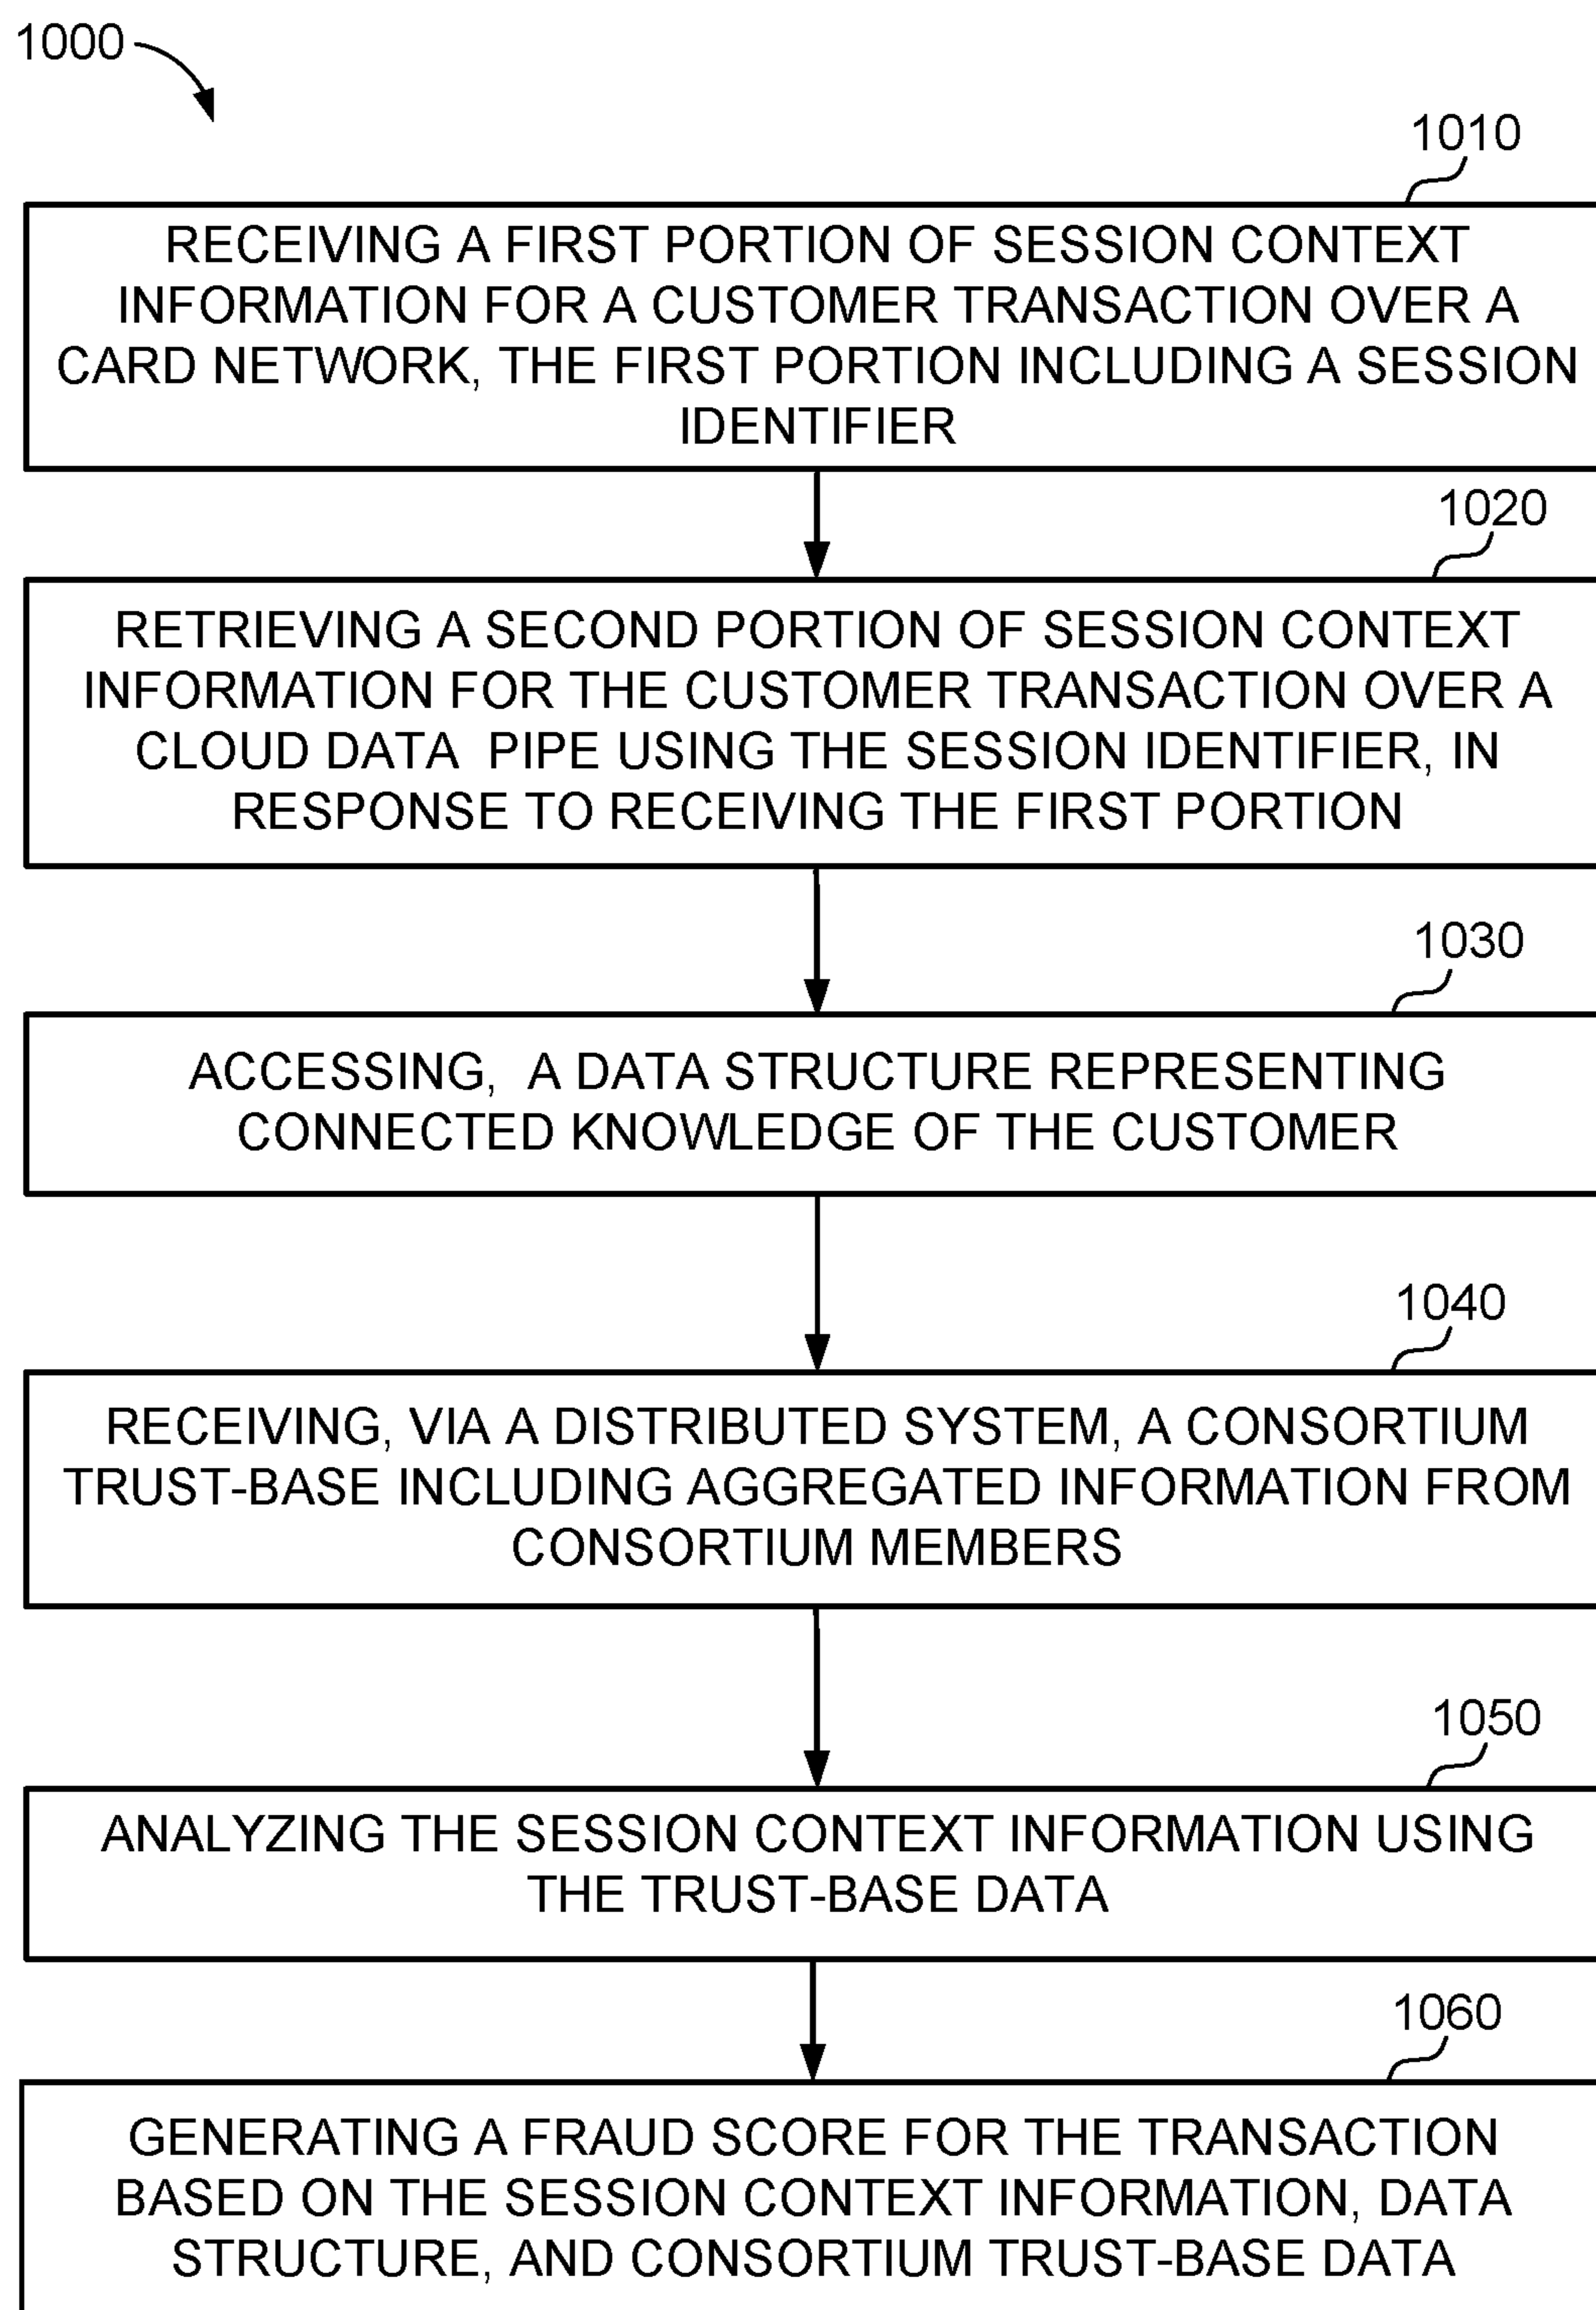 1000
1010
RECEIVING A FIRST PORTION OF SESSION CONTEXT
INFORMATION FOR A CUSTOMER TRANSACTION OVER A
CARD NETWORK, THE FIRST PORTION INCLUDING A SESSION
IDENTIFIER
1020
RETRIEVING A SECOND PORTION OF SESSION CONTEXT
INFORMATION FOR THE CUSTOMER TRANSACTION OVER A
CLOUD DATA  PIPE USING THE SESSION IDENTIFIER, IN
RESPONSE TO RECEIVING THE FIRST PORTION
1030
ACCESSING,  A DATA STRUCTURE REPRESENTING
CONNECTED KNOWLEDGE OF THE CUSTOMER
1040
RECEIVING, VIA A DISTRIBUTED SYSTEM, A CONSORTIUM
TRUST-BASE INCLUDING AGGREGATED INFORMATION FROM
CONSORTIUM MEMBERS
1050
ANALYZING THE SESSION CONTEXT INFORMATION USING
THE TRUST-BASE DATA
1060
GENERATING A FRAUD SCORE FOR THE TRANSACTION
BASED ON THE SESSION CONTEXT INFORMATION, DATA
STRUCTURE, AND CONSORTIUM TRUST-BASE DATA